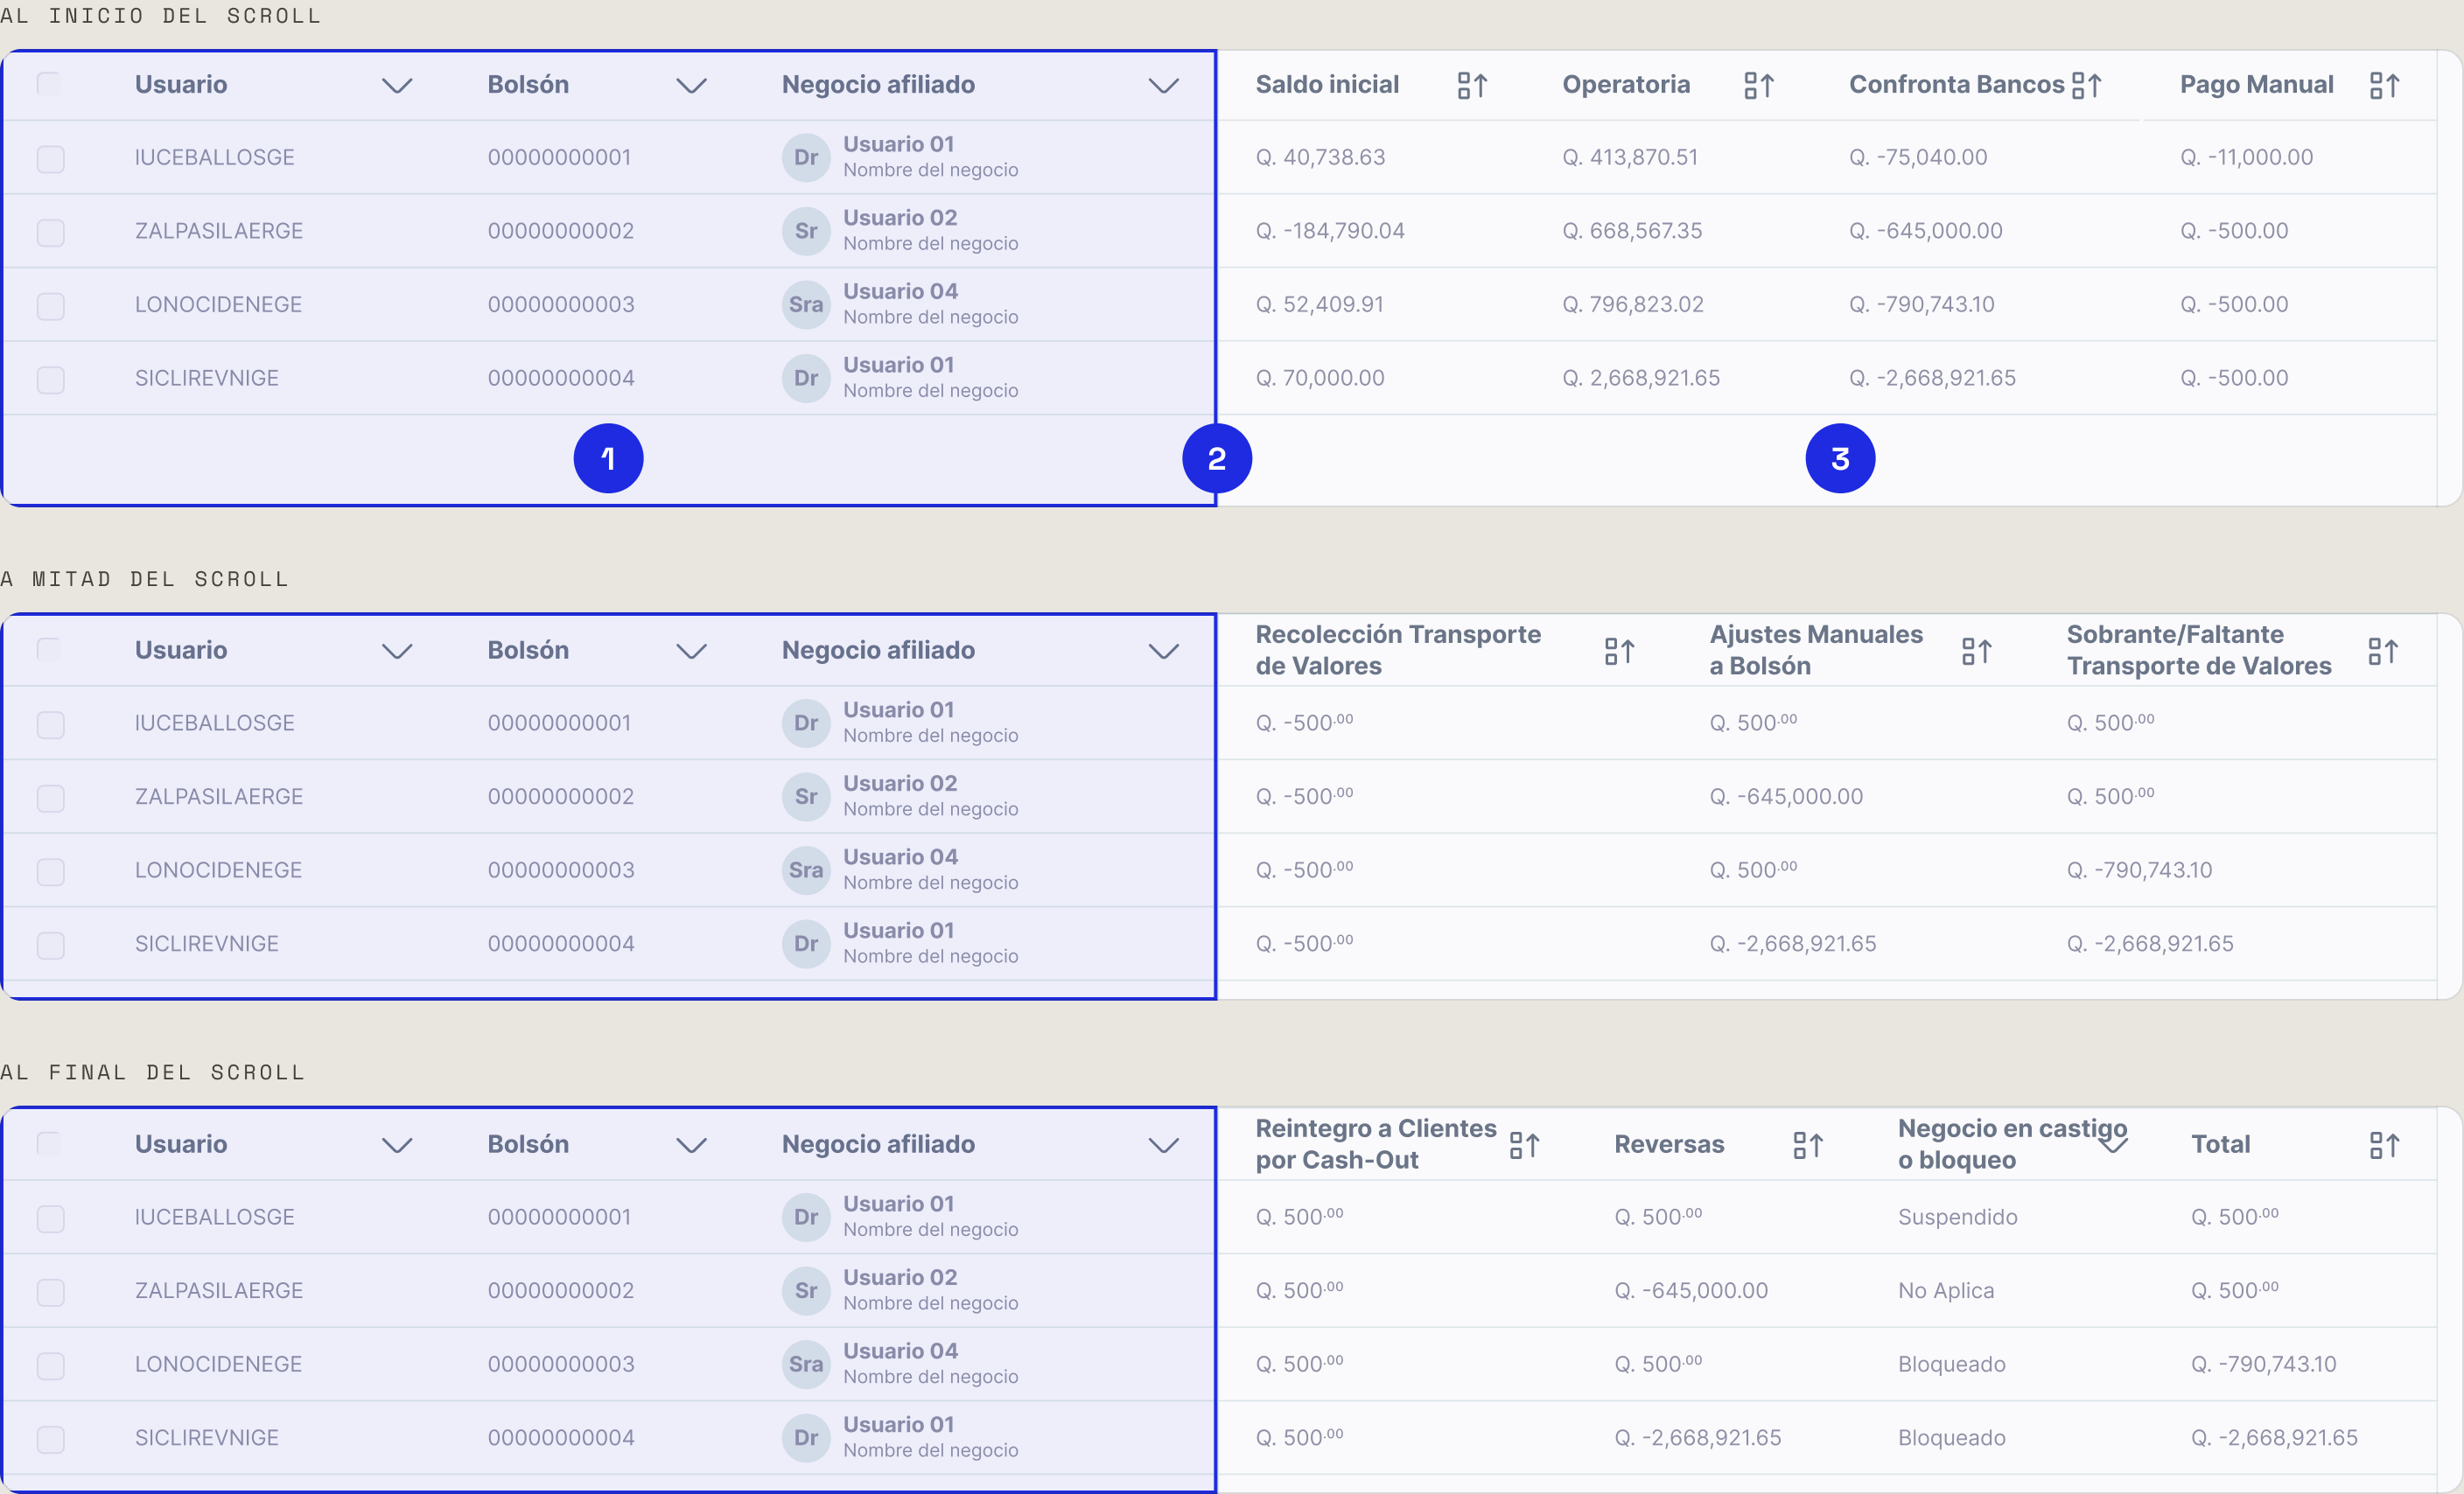 AL INICIO DEL SCROLL
Usuario Bolsón Negocio afiliado Saldo inicial Operatoria Confronta Bancos Pago Manual
IUCEBALLOSGE 00000000001 Dr Usuario 01 Nombre del negocio Q. 40,738.63 Q. 413,870.51 Q. -75,040.00 Q. -11,000.00
ZALPASILAERGE 00000000002 Sr Usuario 02 Nombre del negocio Q. -184,790.04 Q. 668,567.35 Q. -645,000.00 Q. -500.00
LONOCIDENEGE 00000000003 Sra Usuario 04 Nombre del negocio Q. 52,409.91 Q. 796,823.02 Q. -790,743.10 Q. -500.00
SICLIREVNIGE 00000000004 Dr Usuario 01 Nombre del negocio Q. 70,000.00 Q. 2,668,921.65 Q. -2,668,921.65 Q. -500.00
1 2 3
A MITAD DEL SCROLL
Usuario Bolsón Negocio afiliado Recolección Transporte de Valores Ajustes Manuales a Bolsón Sobrante/Faltante Transporte de Valores
IUCEBALLOSGE 00000000001 Dr Usuario 01 Nombre del negocio Q. -500.00 Q. 500.00 Q. 500.00
ZALPASILAERGE 00000000002 Sr Usuario 02 Nombre del negocio Q. -500.00 Q. -645,000.00 Q. 500.00
LONOCIDENEGE 00000000003 Sra Usuario 04 Nombre del negocio Q. -500.00 Q. 500.00 Q. -790,743.10
SICLIREVNIGE 00000000004 Dr Usuario 01 Nombre del negocio Q. -500.00 Q. -2,668,921.65 Q. -2,668,921.65
AL FINAL DEL SCROLL
Usuario Bolsón Negocio afiliado Reintegro a Clientes por Cash-Out Reversas Negocio en castigo o bloqueo Total
IUCEBALLOSGE 00000000001 Dr Usuario 01 Nombre del negocio Q. 500.00 Q. 500.00 Suspendido Q. 500.00
ZALPASILAERGE 00000000002 Sr Usuario 02 Nombre del negocio Q. 500.00 Q. -645,000.00 No Aplica Q. 500.00
LONOCIDENEGE 00000000003 Sra Usuario 04 Nombre del negocio Q. 500.00 Q. 500.00 Bloqueado Q. -790,743.10
SICLIREVNIGE 00000000004 Dr Usuario 01 Nombre del negocio Q. 500.00 Q. -2,668,921.65 Bloqueado Q. -2,668,921.65